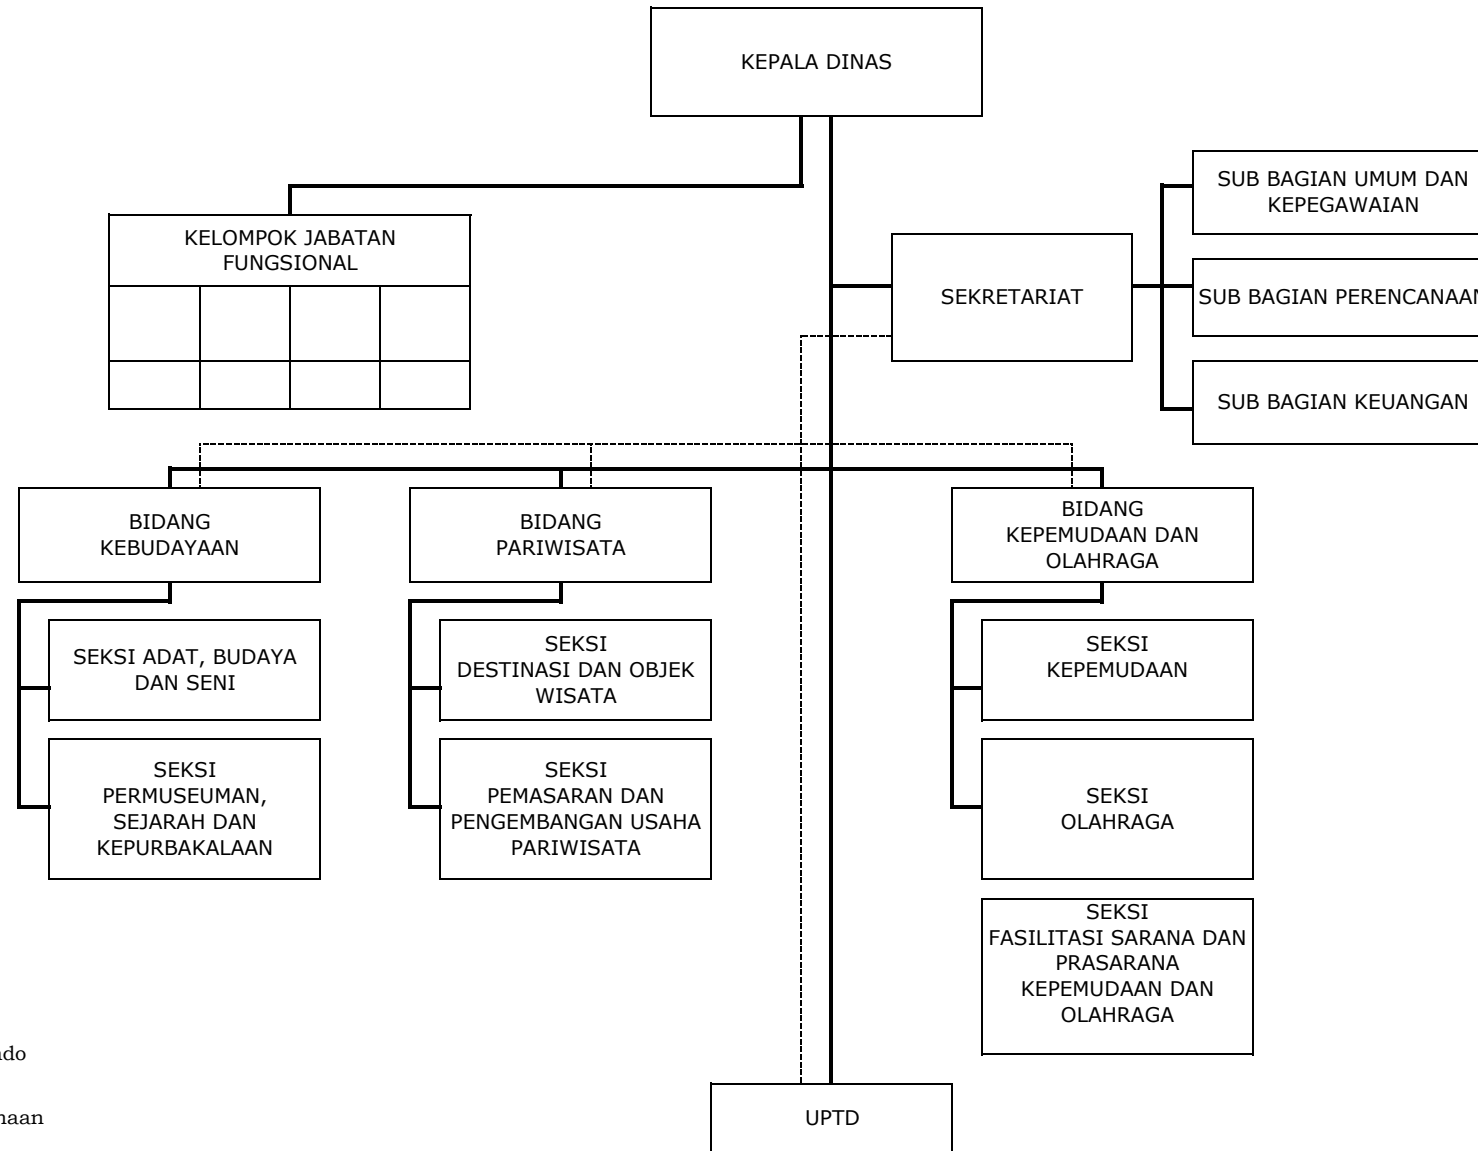 KEPALA DINAS
SUB BAGIAN UMUM DAN
KEPEGAWAIAN
KELOMPOK JABATAN
FUNGSIONAL
SEKRETARIAT
SUB BAGIAN PERENCANAAN
SUB BAGIAN KEUANGAN
BIDANG
KEBUDAYAAN
BIDANG
PARIWISATA
BIDANG
KEPEMUDAAN DAN
OLAHRAGA
SEKSI ADAT, BUDAYA
DAN SENI
SEKSI
DESTINASI DAN OBJEK
WISATA
SEKSI
KEPEMUDAAN
SEKSI
PERMUSEUMAN,
SEJARAH DAN
KEPURBAKALAAN
SEKSI
PEMASARAN DAN
PENGEMBANGAN USAHA
PARIWISATA
SEKSI
OLAHRAGA
SEKSI
FASILITASI SARANA DAN
PRASARANA
KEPEMUDAAN DAN
OLAHRAGA
UPTD